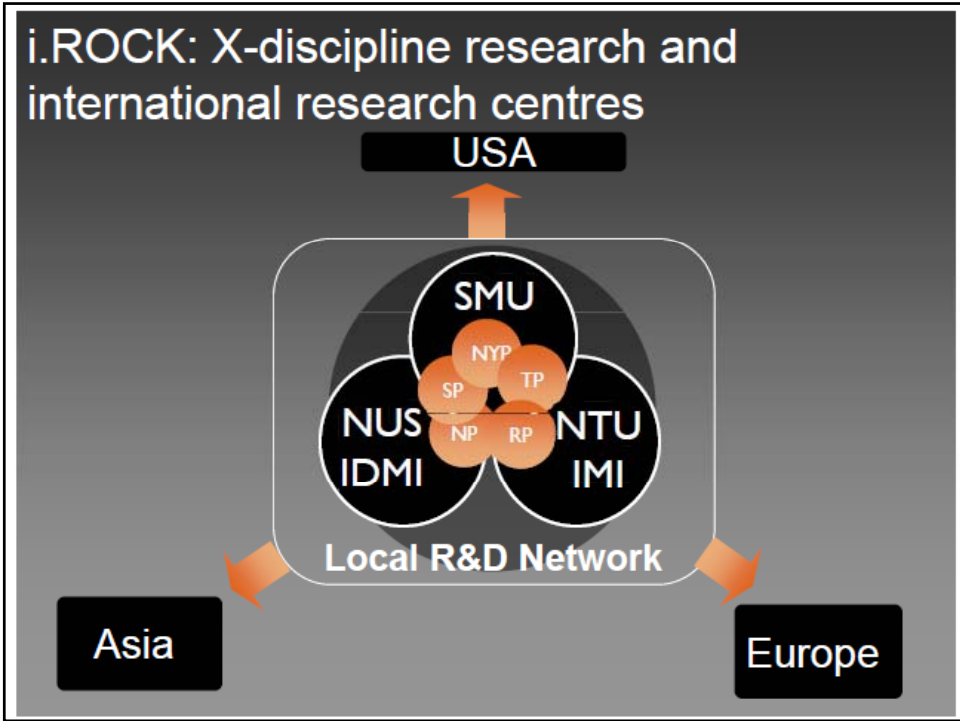 i.ROCK: X-discipline research and
international research centres
USA
SMU
NYP
TP
SP
NUS
IDMI
NP
RP
NTU
IMI
Local R&D Network
Asia
Europe